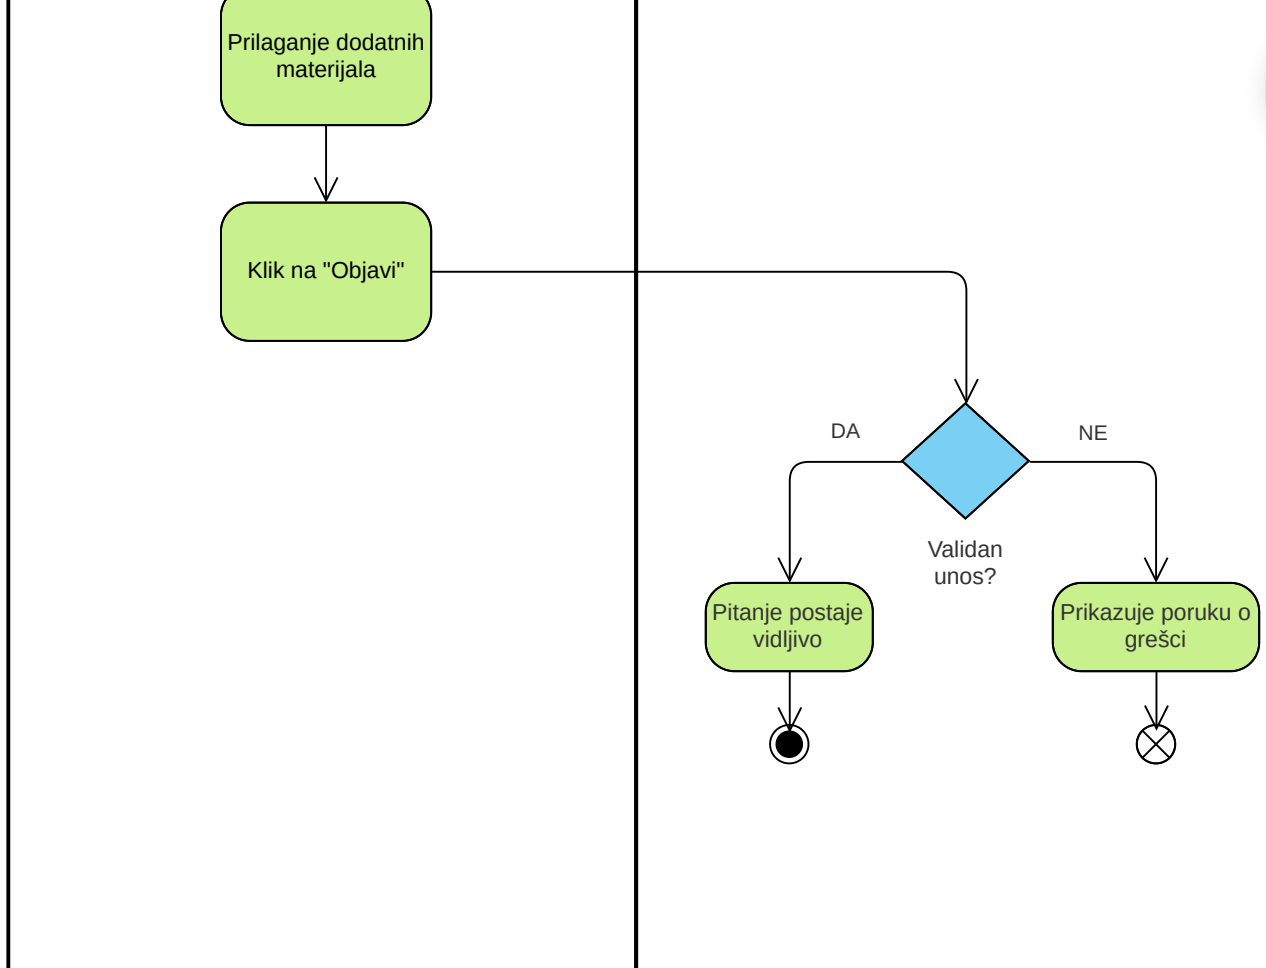 Prilaganje dodatnih
materijala
Klik na "Objavi"
DA
NE
Validan
unos?
Pitanje postaje
vidljivo
Prikazuje poruku o
grešci